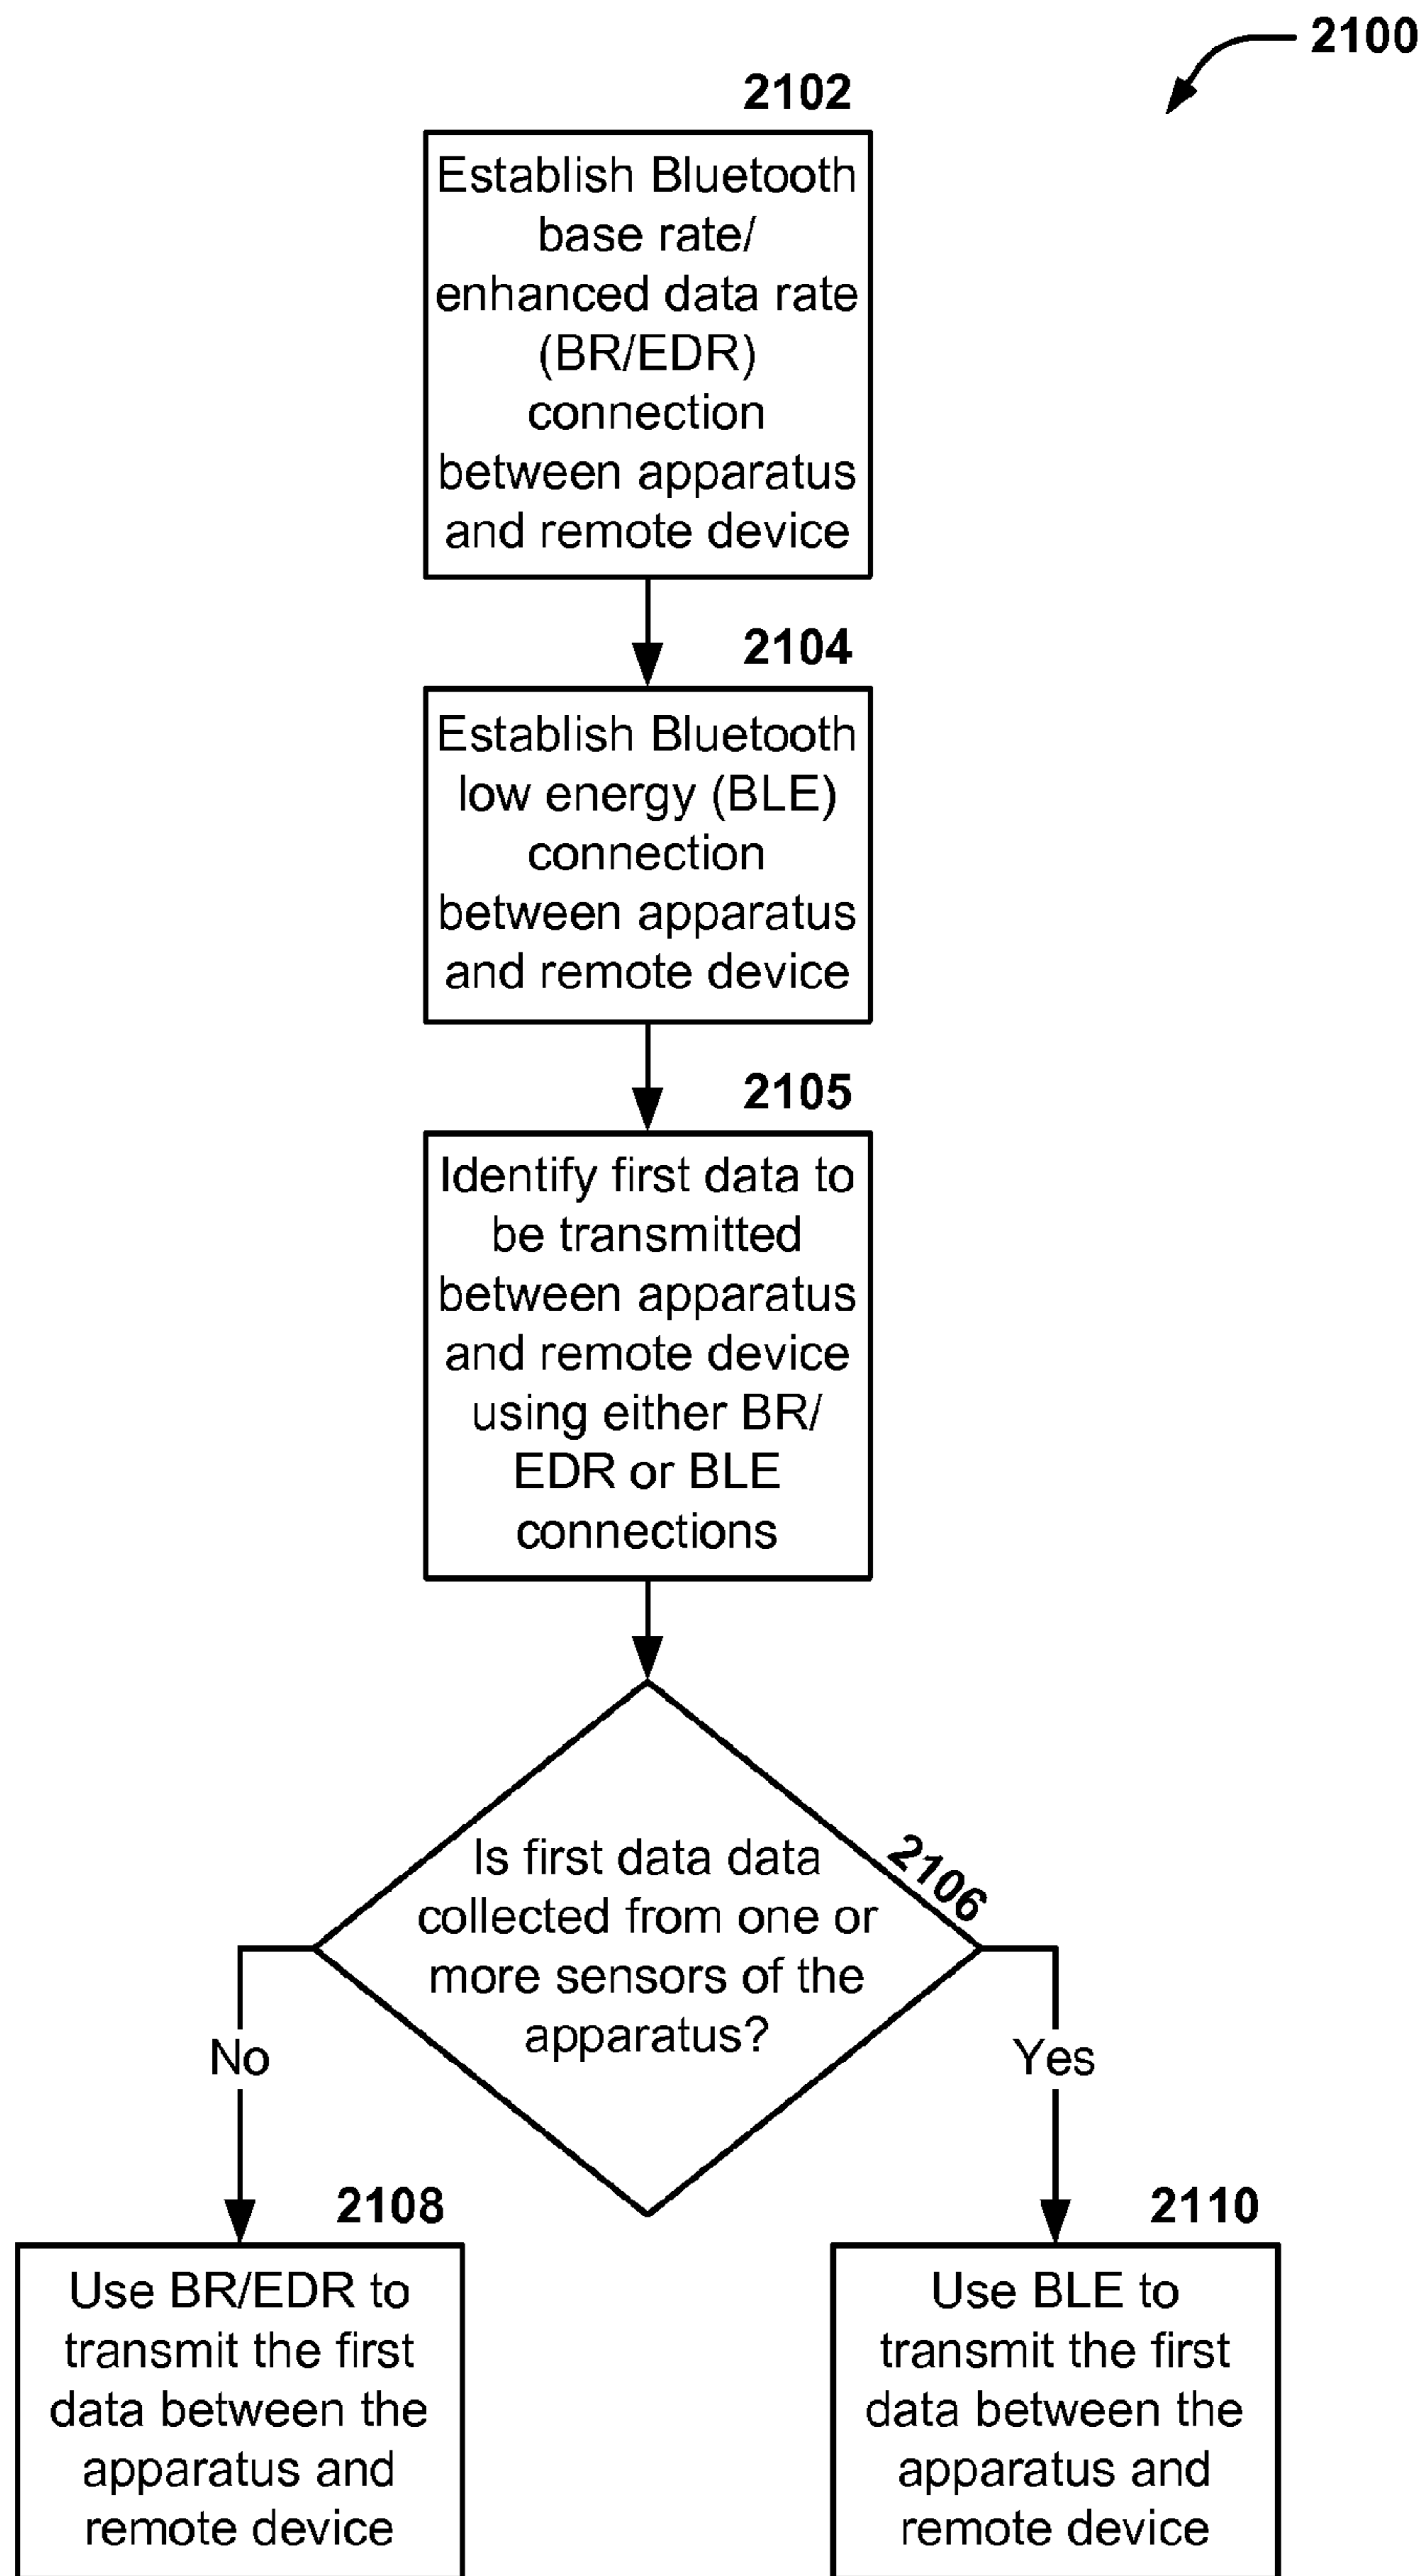 2100
2102
Establish Bluetooth
base rate/
enhanced data rate
(BR/EDR)
connection
between apparatus
and remote device
2104
Establish Bluetooth
low energy (BLE)
connection
between apparatus
and remote device
2105
Identify first data to
be transmitted
between apparatus
and remote device
using either BR/
EDR or BLE
connections
2106
Is first data data
collected from one or
more sensors of the
apparatus?
No
Yes
2108
Use BR/EDR to
transmit the first
data between the
apparatus and
remote device
2110
Use BLE to
transmit the first
data between the
apparatus and
remote device